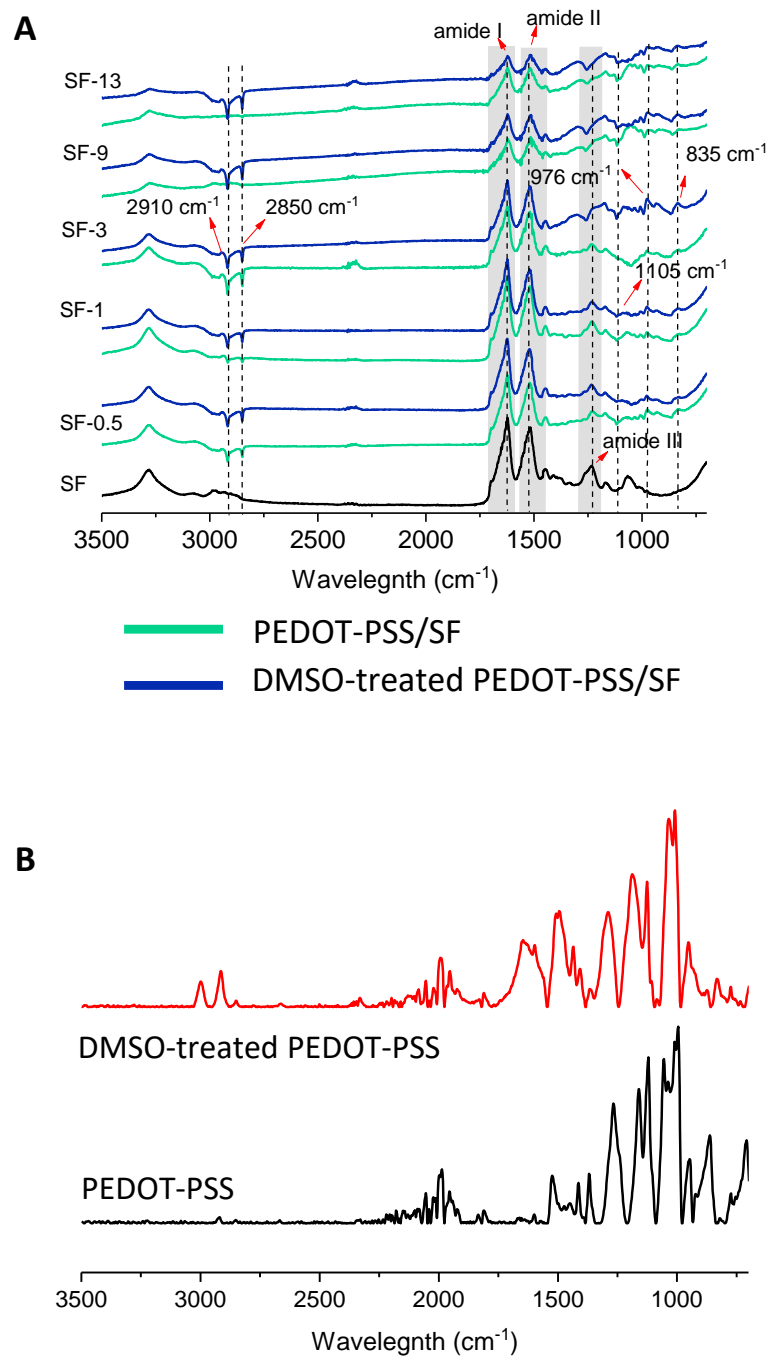 A
amide I
amide II
SF-13
SF-9
976 cm⁻¹
835 cm⁻¹
2910 cm⁻¹
2850 cm⁻¹
SF-3
1105 cm⁻¹
SF-1
SF-0.5
amide III
SF
3500 3000 2500 2000 1500 1000
Wavelegnth (cm⁻¹)
PEDOT-PSS/SF
DMSO-treated PEDOT-PSS/SF
B
DMSO-treated PEDOT-PSS
PEDOT-PSS
3500 3000 2500 2000 1500 1000
Wavelegnth (cm⁻¹)